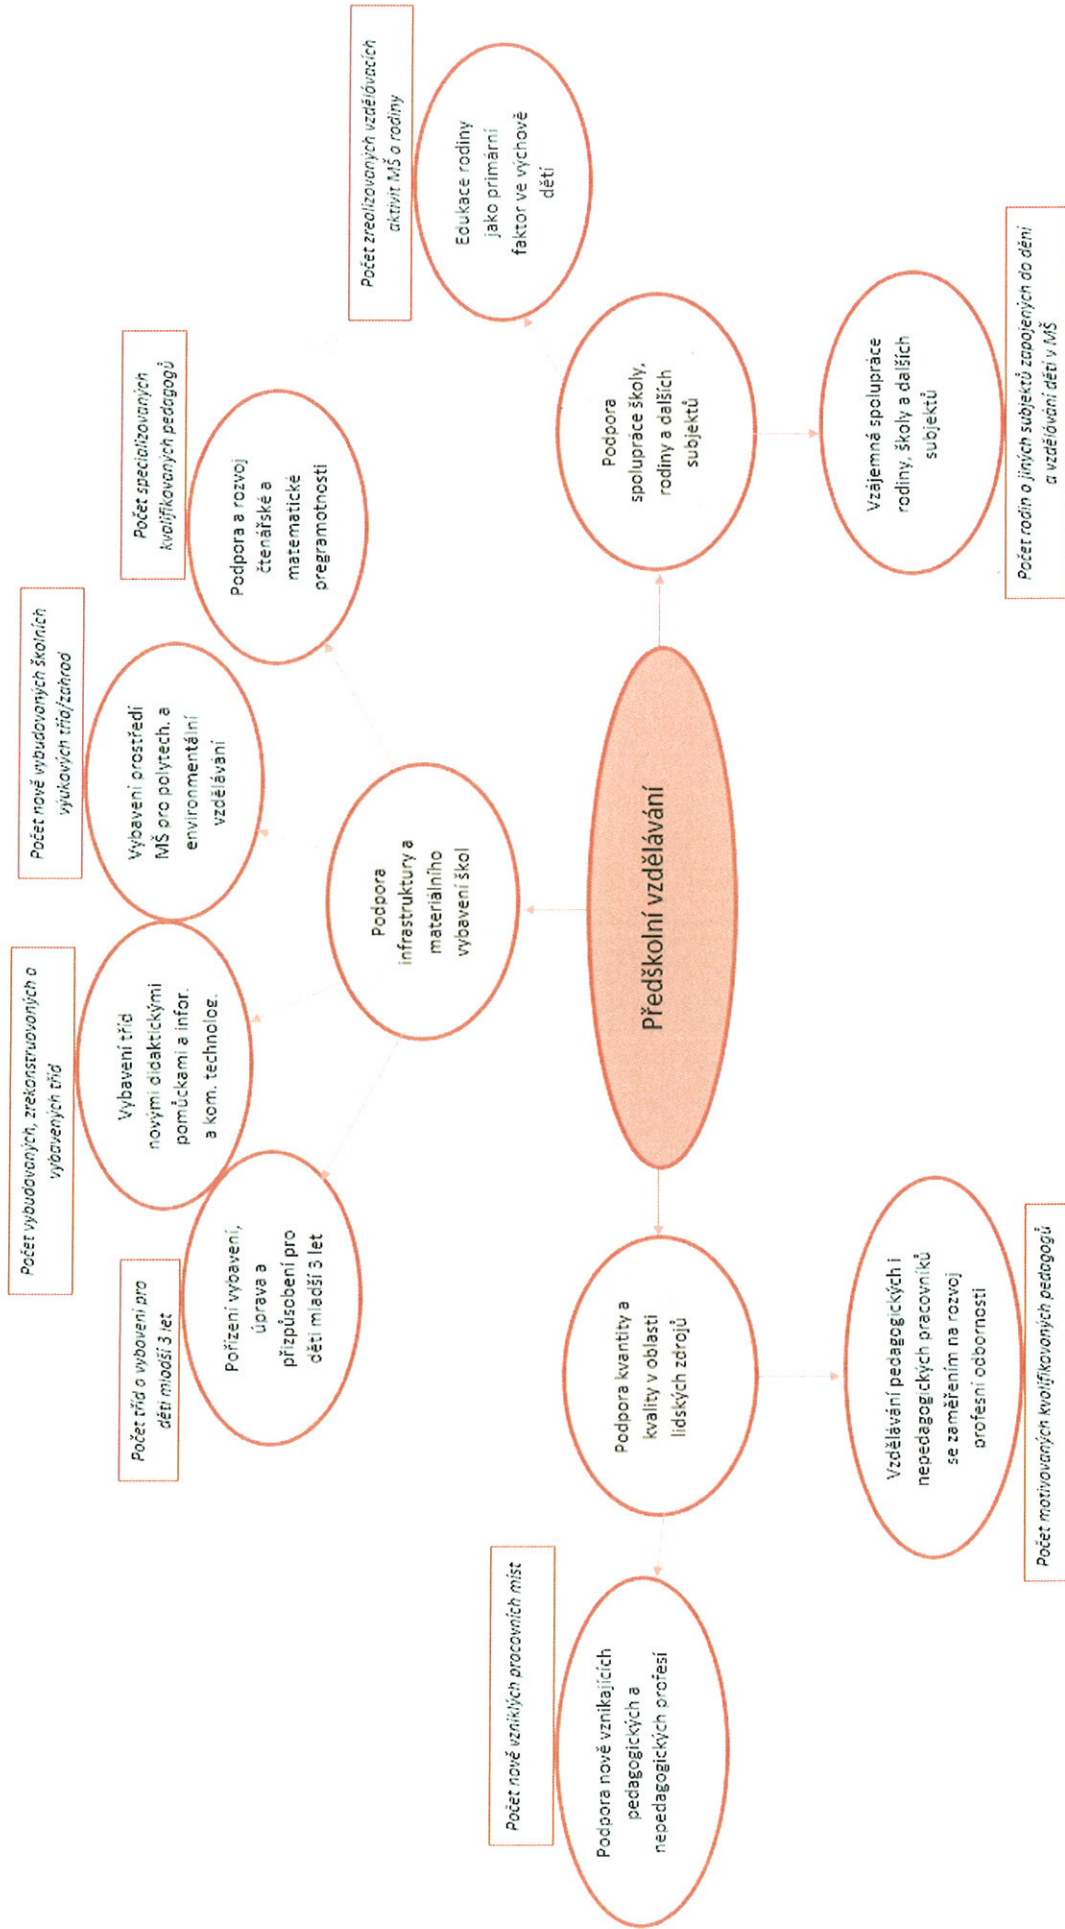 Počet vybudovaných, zrekonstruovaných a
vybavených tříd
Počet nově vybudovaných školních
výukových tříd/zahrad
Počet tříd a vybavení pro
děti mladší 3 let
Vybavení tříd
novými didaktickými
pomůckami a infor.
a kom. technolog.
Vybavení prostředí
MŠ pro polytech. a
environmentální
vzdělávání
Počet specializovaných
kvalifikovaných pedagogů
Pořízení vybavení,
úprava a
přizpůsobení pro
děti mladší 3 let
Podpora a rozvoj
čtenářské a
matematické
pregramotnosti
Počet zrealizovaných vzdělávacích
aktivit MŠ a rodiny
Podpora
infrastruktury a
materiálního
vybavení škol
Edukace rodiny
jako primární
faktor ve výchově
dětí
Počet nově vzniklých pracovních míst
Podpora nově vznikajících
pedagogických a
nepedagogických profesí
Podpora kvantity a
kvality v oblasti
lidských zdrojů
Předškolní vzdělávání
Podpora
spolupráce školy,
rodiny a dalších
subjektů
Vzdělávání pedagogických i
nepedagogických pracovníků
se zaměřením na rozvoj
profesní odbornosti
Vzájemná spolupráce
rodiny, školy a dalších
subjektů
Počet motivovaných kvalifikovaných pedagogů
Počet rodin a jiných subjektů zapojených do dění
a vzdělávání dětí v MŠ